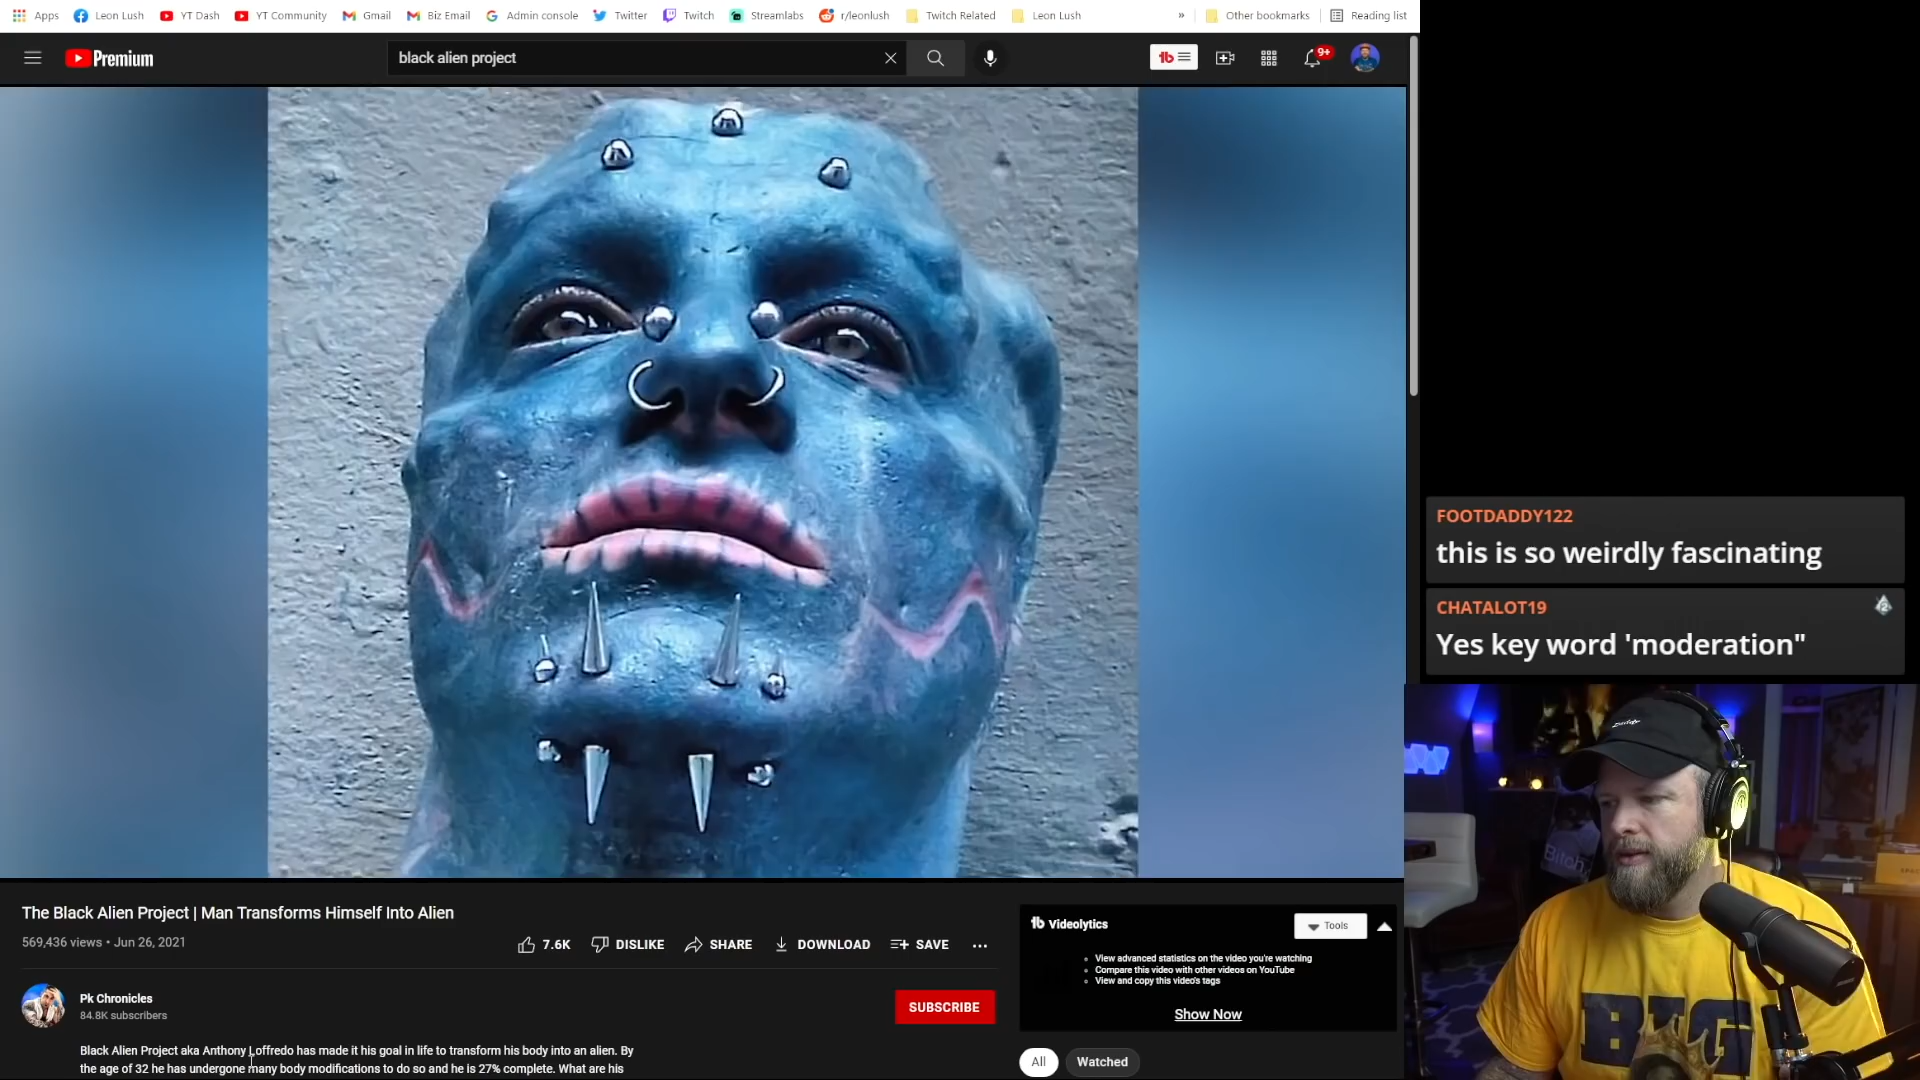 Apps Leon Lush YT Dash YT Community Gmail Biz Email Admin console Twitter Twitch Streamlabs r/leonlush Twitch Related Leon Lush » Other bookmarks Reading list
Premium black alien project 9+
FOOTDADDY122
this is so weirdly fascinating
CHATALOT19
Yes key word 'moderation"
The Black Alien Project | Man Transforms Himself Into Alien
569,436 views • Jun 26, 2021
7.6K DISLIKE SHARE DOWNLOAD SAVE ...
Videolytics
Tools
View advanced statistics on the video you're watching
Compare this video with other videos on YouTube
View and copy this video's tags
Show Now
Pk Chronicles
84.8K subscribers
SUBSCRIBE
Black Alien Project aka Anthony Loffredo has made it his goal in life to transform his body into an alien. By
the age of 32 he has undergone many body modifications to do so and he is 27% complete. What are his
All Watched
Daddy
Bitch
BIG